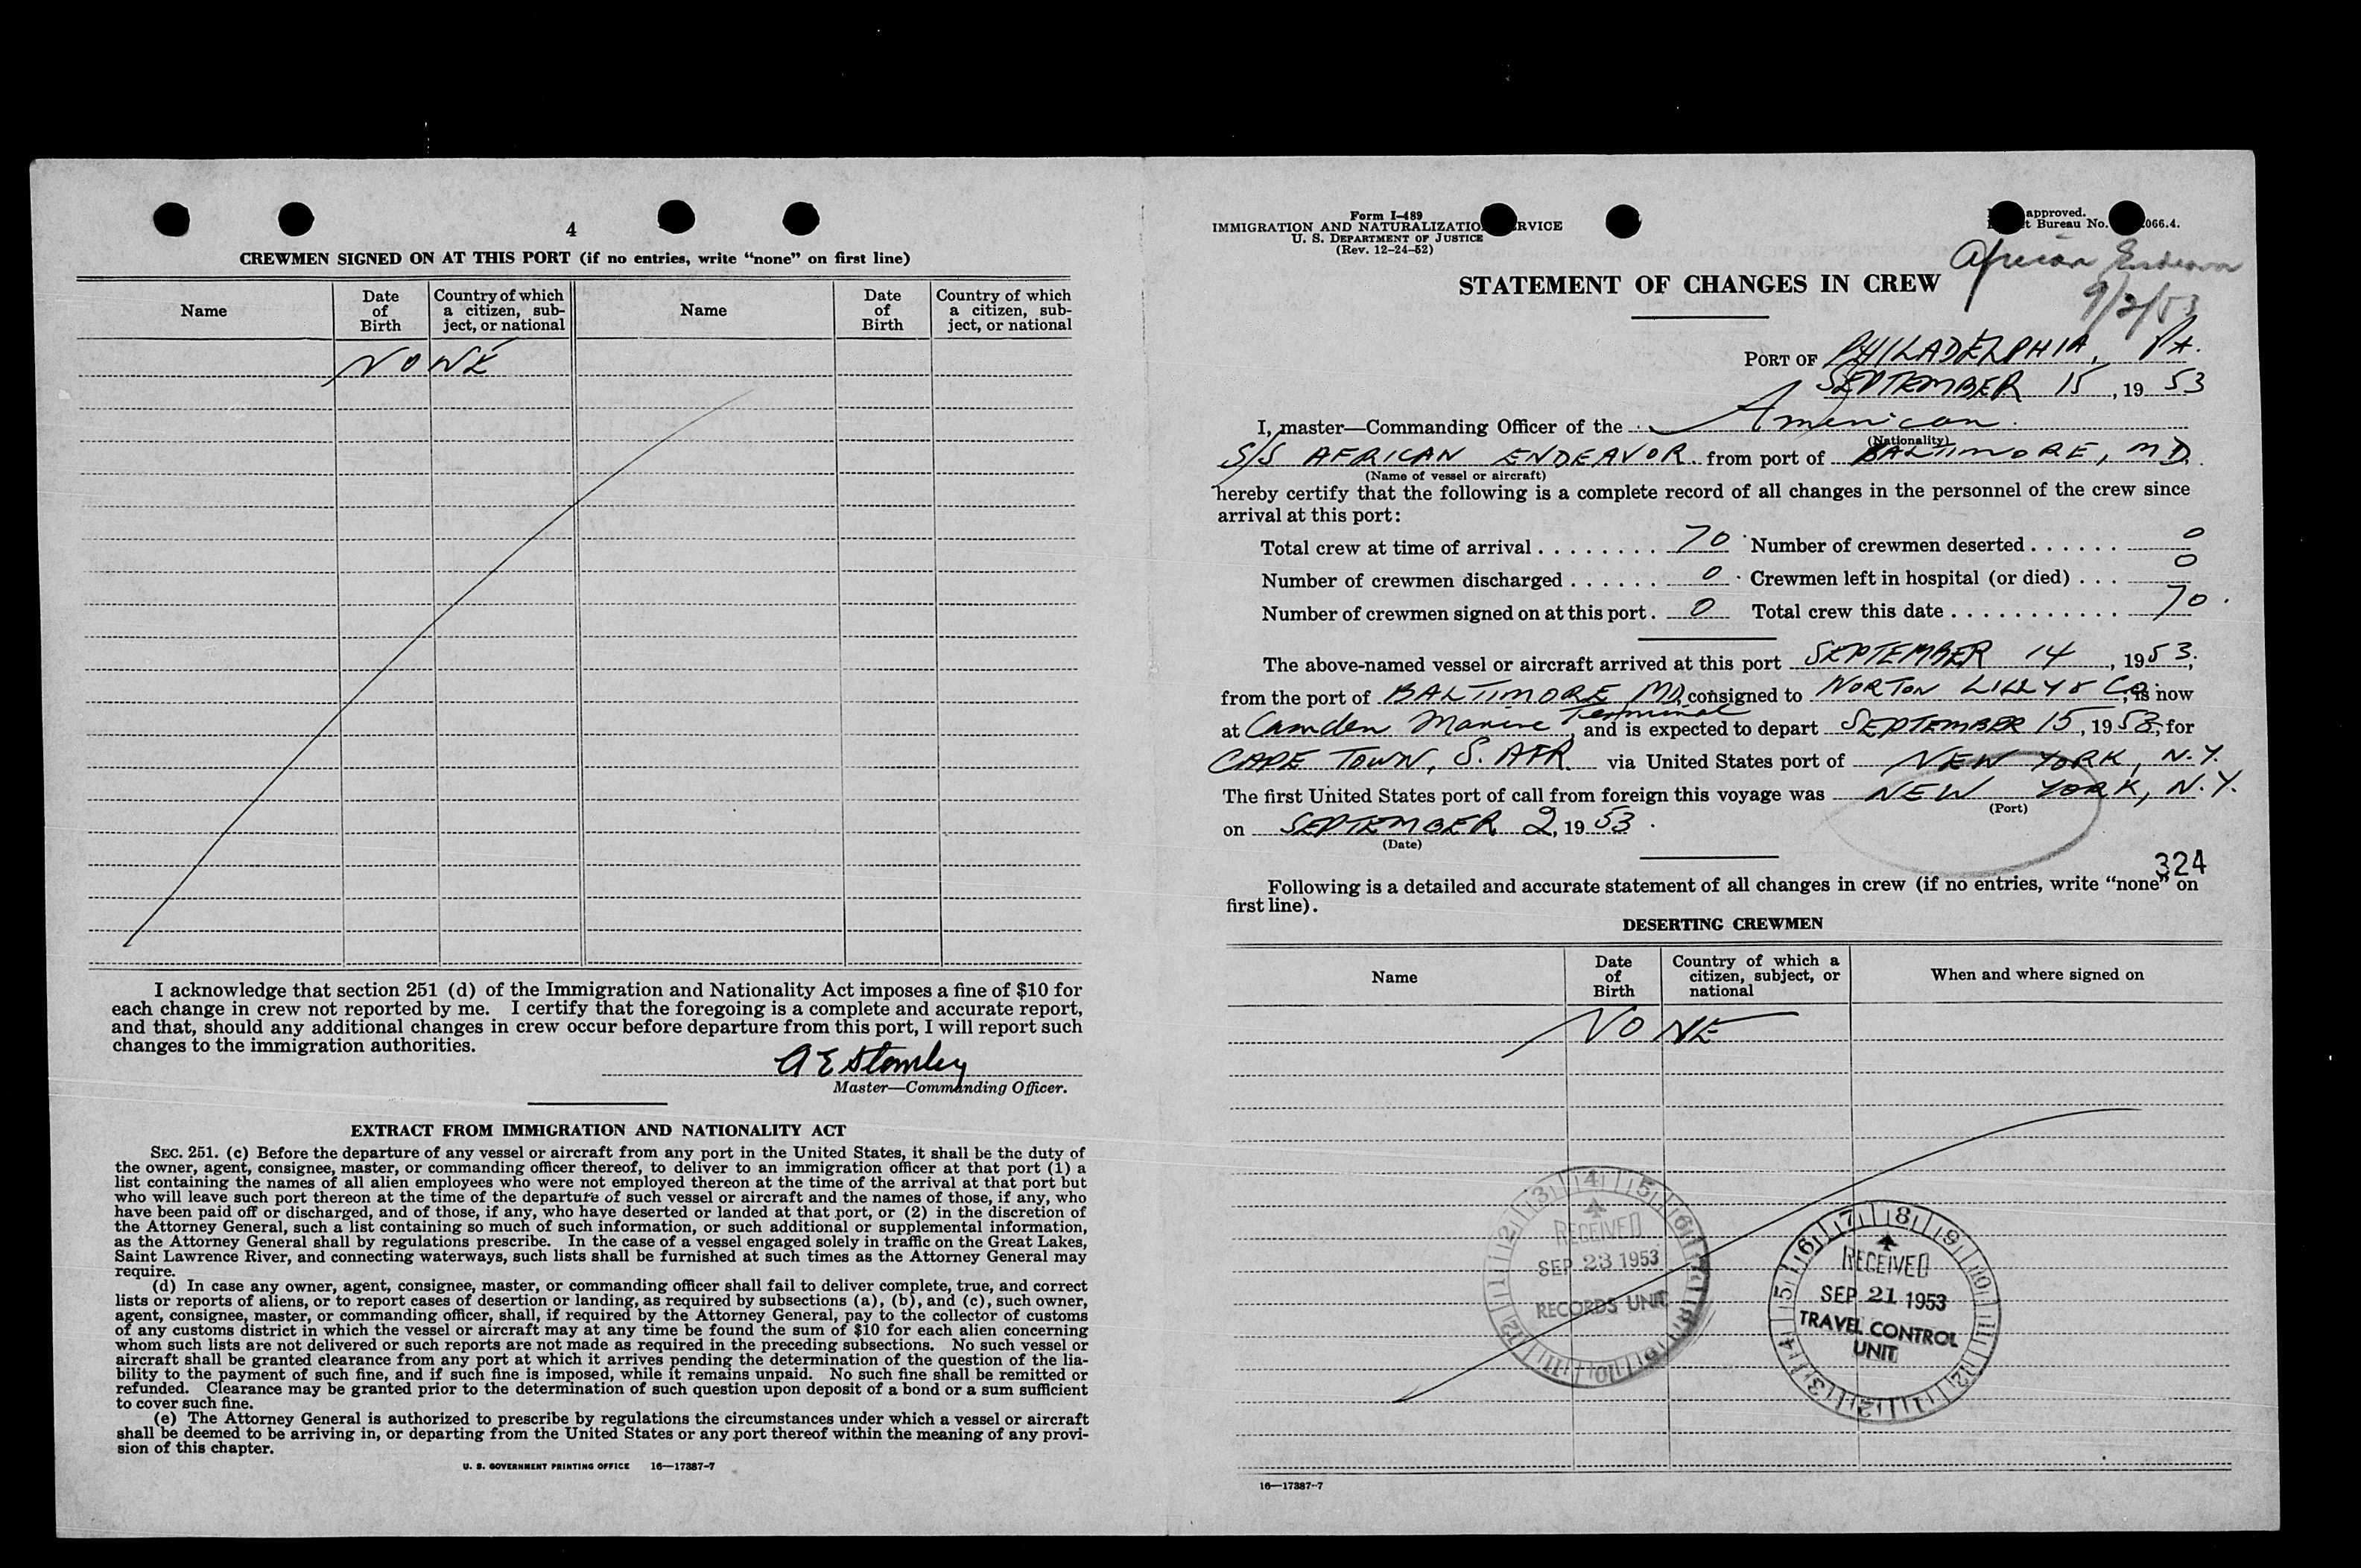 4
CREWMEN SIGNED ON AT THIS PORT (if no entries, write “none” on first line)
Name
Date of Birth
Country of which a citizen, subject, or national
Name
Date of Birth
Country of which a citizen, subject, or national
NONE
I acknowledge that section 251 (d) of the Immigration and Nationality Act imposes a fine of $10 for
each change in crew not reported by me. I certify that the foregoing is a complete and accurate report,
and that, should any additional changes in crew occur before departure from this port, I will report such
changes to the immigration authorities.
A E Stomley
Master—Commanding Officer.
EXTRACT FROM IMMIGRATION AND NATIONALITY ACT
SEC. 251. (c) Before the departure of any vessel or aircraft from any port in the United States, it shall be the duty of
the owner, agent, consignee, master, or commanding officer thereof, to deliver to an immigration officer at that port (1) a
list containing the names of all alien employees who were not employed thereon at the time of the arrival at that port but
who will leave such port thereon at the time of the departure of such vessel or aircraft and the names of those, if any, who
have been paid off or discharged, and of those, if any, who have deserted or landed at that port, or (2) in the discretion of
the Attorney General, such a list containing so much of such information, or such additional or supplemental information,
as the Attorney General shall by regulations prescribe. In the case of a vessel engaged solely in traffic on the Great Lakes,
Saint Lawrence River, and connecting waterways, such lists shall be furnished at such times as the Attorney General may
require.
(d) In case any owner, agent, consignee, master, or commanding officer shall fail to deliver complete, true, and correct
lists or reports of aliens, or to report cases of desertion or landing, as required by subsections (a), (b), and (c), such owner,
agent, consignee, master, or commanding officer, shall, if required by the Attorney General, pay to the collector of customs
of any customs district in which the vessel or aircraft may at any time be found the sum of $10 for each alien concerning
whom such lists are not delivered or such reports are not made as required in the preceding subsections. No such vessel or
aircraft shall be granted clearance from any port at which it arrives pending the determination of the question of the lia-
bility to the payment of such fine, and if such fine is imposed, while it remains unpaid. No such fine shall be remitted or
refunded. Clearance may be granted prior to the determination of such question upon deposit of a bond or a sum sufficient
to cover such fine.
(e) The Attorney General is authorized to prescribe by regulations the circumstances under which a vessel or aircraft
shall be deemed to be arriving in, or departing from the United States or any port thereof within the meaning of any provi-
sion of this chapter.
U. S. GOVERNMENT PRINTING OFFICE 16—17387-7
Form I-489
IMMIGRATION AND NATURALIZATION SERVICE
U. S. DEPARTMENT OF JUSTICE
(Rev. 12-24-52)
approved.
Bureau No. 066.4.
African Endeavor
9/2/53
STATEMENT OF CHANGES IN CREW
PORT OF PHILADELPHIA, PA.
SEPTEMBER 15, 1953
I, master—Commanding Officer of the American
(Nationality)
S/S AFRICAN ENDEAVOR from port of BALTIMORE, MD.
(Name of vessel or aircraft)
hereby certify that the following is a complete record of all changes in the personnel of the crew since
arrival at this port:
Total crew at time of arrival ........ 70 Number of crewmen deserted ...... 0
Number of crewmen discharged ...... 0 Crewmen left in hospital (or died) ... 0
Number of crewmen signed on at this port. 0 Total crew this date ........... 70
The above-named vessel or aircraft arrived at this port SEPTEMBER 14, 1953,
from the port of BALTIMORE MD, consigned to NORTON LILLY & Co, is now
at Camden Marine Terminal, and is expected to depart SEPTEMBER 15, 1953, for
CAPE TOWN, S. AFR. via United States port of NEW YORK, N.Y.
The first United States port of call from foreign this voyage was NEW YORK, N.Y.
(Port)
on SEPTEMBER 2, 1953.
(Date)
324
Following is a detailed and accurate statement of all changes in crew (if no entries, write “none” on
first line).
DESERTING CREWMEN
Name
Date of Birth
Country of which a citizen, subject, or national
When and where signed on
NONE
RECEIVED
SEP 23 1953
RECORDS UNIT
RECEIVED
SEP 21 1953
TRAVEL CONTROL
UNIT
16—17387-7